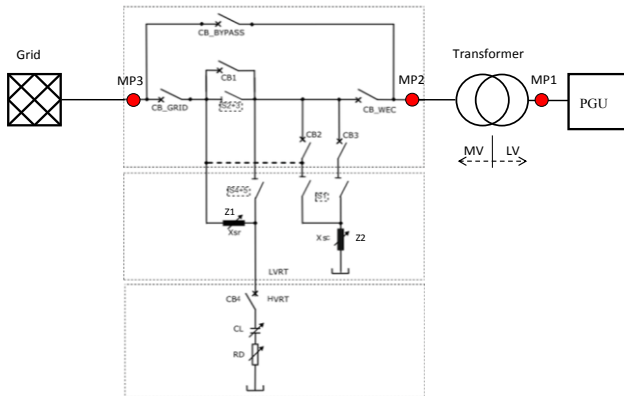 CB_BYPASS
Grid
Transformer
CB1
MP3
MP2
MP1
CB_GRID
CB_WEC
PGU
CB2
CB3
MV
LV
Z1
Xsr
Z2
LVRT
HVRT
CL
RD